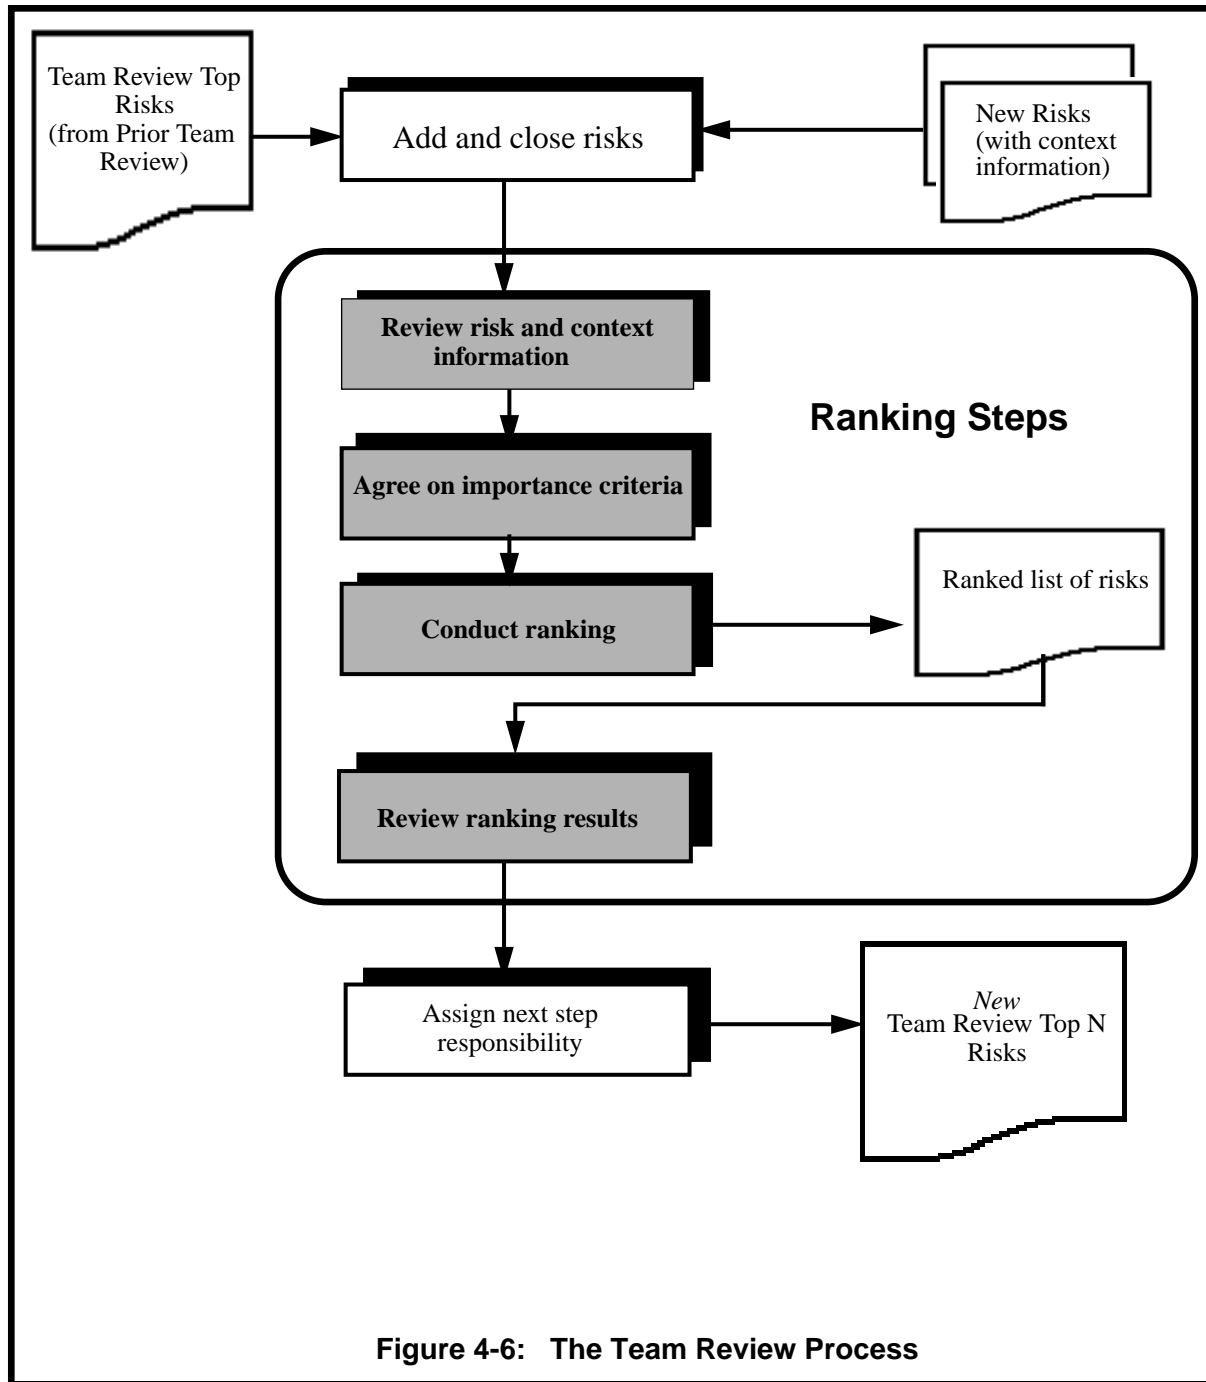 Team Review Top
Risks
(from Prior Team
Review)
Add and close risks
New Risks
(with context
information)
Review risk and context
information
Ranking Steps
Agree on importance criteria
Conduct ranking
Ranked list of risks
Review ranking results
Assign next step
responsibility
New
Team Review Top N
Risks
Figure 4-6: The Team Review Process